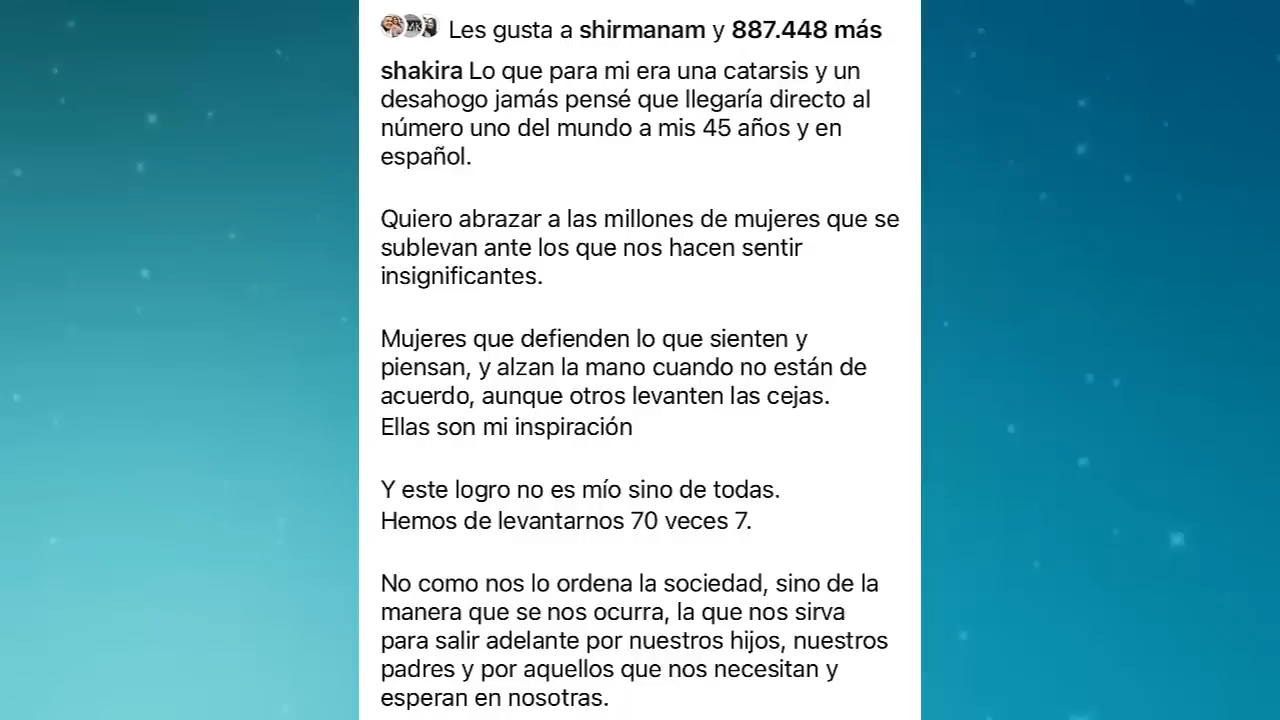 Les gusta a shirmanam y 887.448 más
shakira Lo que para mi era una catarsis y un
desahogo jamás pensé que llegaría directo al
número uno del mundo a mis 45 años y en
español.
Quiero abrazar a las millones de mujeres que se
sublevan ante los que nos hacen sentir
insignificantes.
Mujeres que defienden lo que sienten y
piensan, y alzan la mano cuando no están de
acuerdo, aunque otros levanten las cejas.
Ellas son mi inspiración
Y este logro no es mío sino de todas.
Hemos de levantarnos 70 veces 7.
No como nos lo ordena la sociedad, sino de la
manera que se nos ocurra, la que nos sirva
para salir adelante por nuestros hijos, nuestros
padres y por aquellos que nos necesitan y
esperan en nosotras.